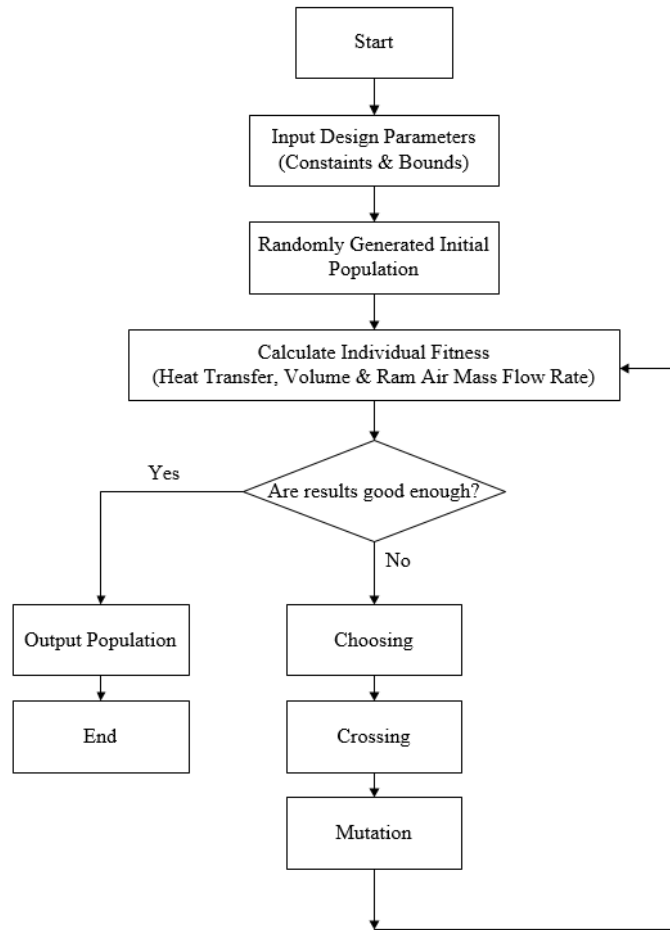 Start
Input Design Parameters
(Constaints & Bounds)
Randomly Generated Initial
Population
Calculate Individual Fitness
(Heat Transfer, Volume & Ram Air Mass Flow Rate)
Are results good enough?
Yes
No
Output Population
Choosing
End
Crossing
Mutation